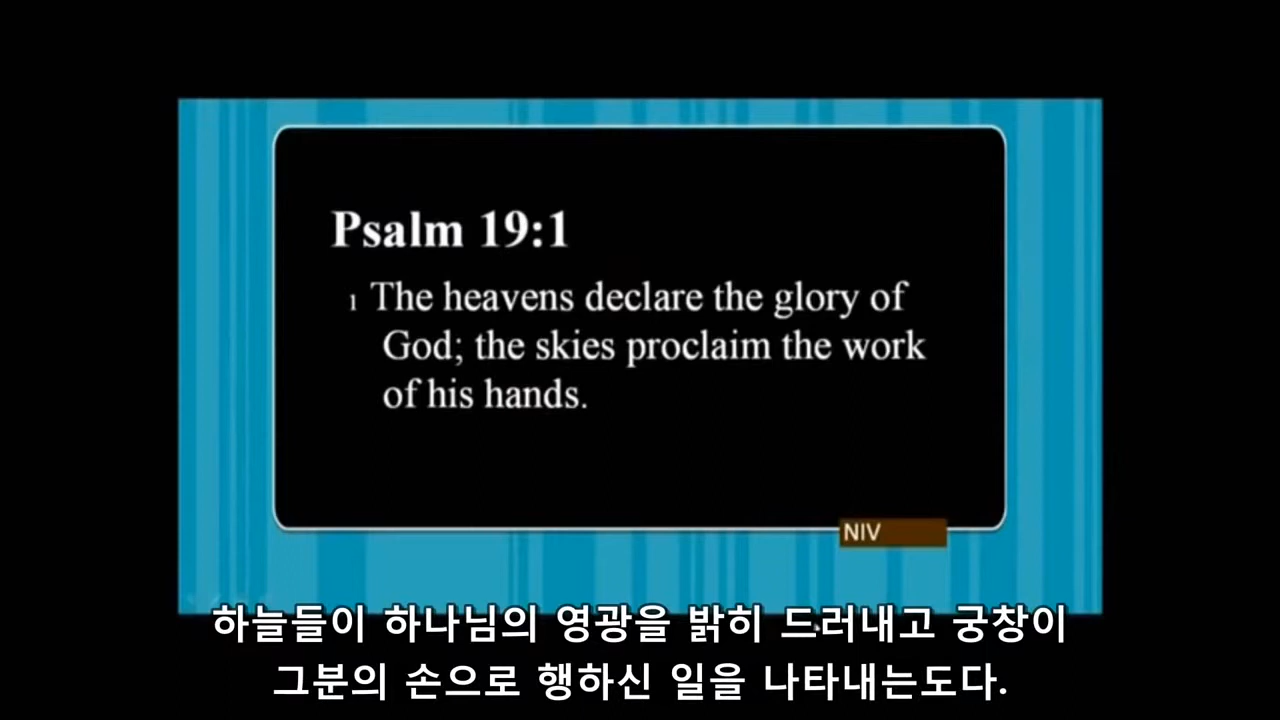 Psalm 19:1
1 The heavens declare the glory of
God; the skies proclaim the work
of his hands.
NIV
하늘들이 하나님의 영광을 밝히 드러내고 궁창이
그분의 손으로 행하신 일을 나타내는도다.